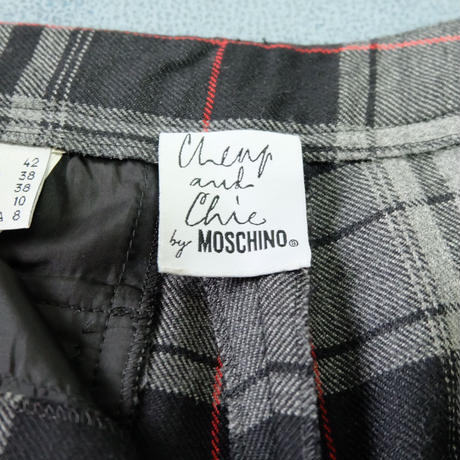 42
38
38
10
A 8
Cheap
and
Chic
by MOSCHINO®